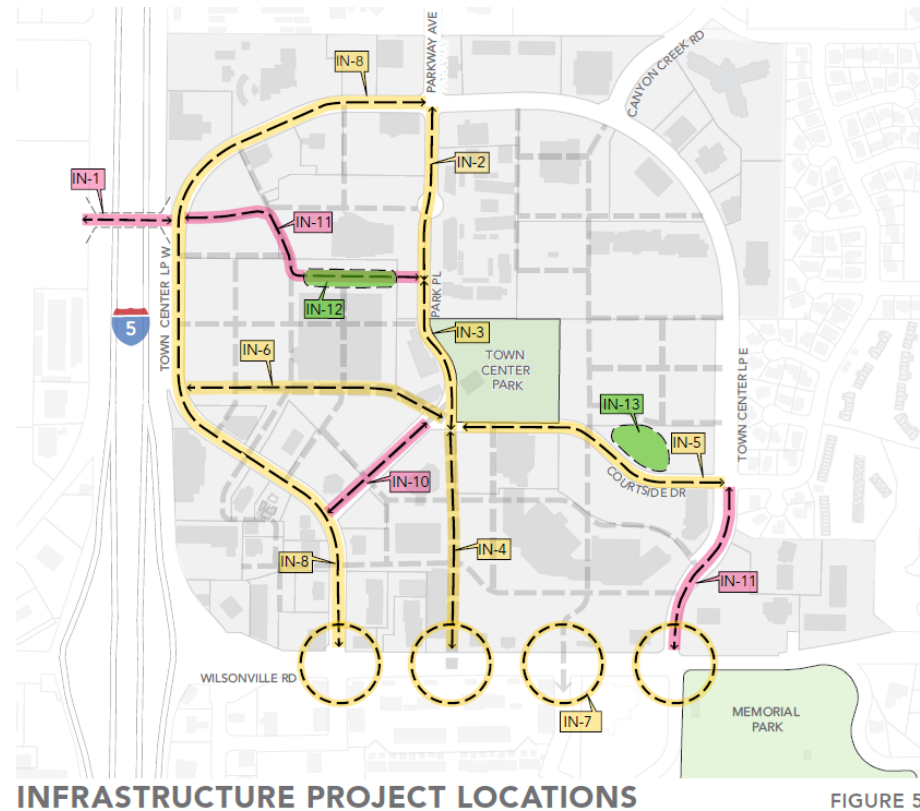 PARKWAY AVE
IN-8
CANYON CREEK RD
IN-2
IN-1
IN-11
TOWN CENTER LP W
IN-12
PARK PL
5
IN-3
IN-6
TOWN
CENTER
PARK
TOWN CENTER LP E
IN-13
IN-5
COURTSIDE DR
IN-10
IN-4
IN-8
IN-11
WILSONVILLE RD
IN-7
MEMORIAL
PARK
INFRASTRUCTURE PROJECT LOCATIONS
FIGURE 5